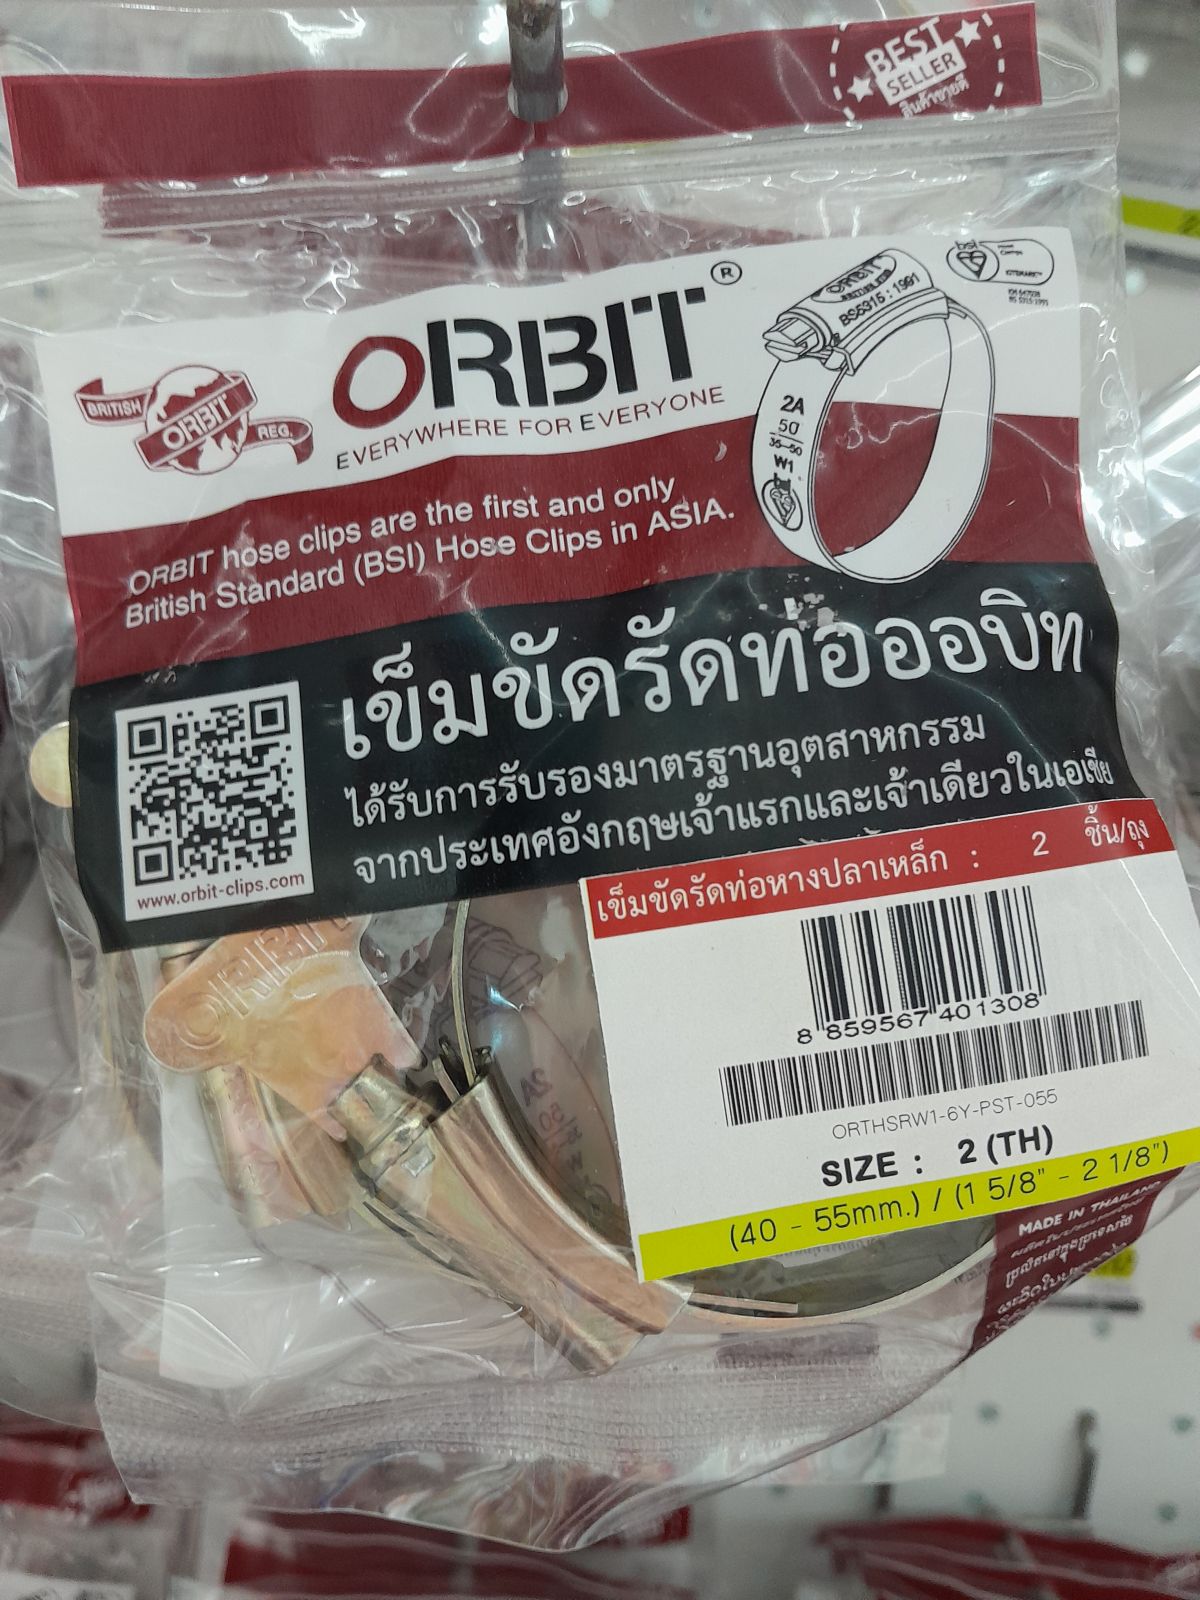 BEST
SELLER
สินค้าขายดี
ORBIT®
EVERYWHERE FOR EVERYONE
BRITISH
ORBIT
REG.
ORBIT
BS5315:1991
bsi
KITEMARK™
BS 5315:1991
2A
50
35-50
W1
ORBIT hose clips are the first and only
British Standard (BSI) Hose Clips in ASIA.
เข็มขัดรัดท่อออบิท
ได้รับการรับรองมาตรฐานอุตสาหกรรม
จากประเทศอังกฤษเจ้าแรกและเจ้าเดียวในเอเชีย
www.orbit-clips.com
เข็มขัดรัดท่อหางปลาเหล็ก : 2 ชิ้น/ถุง
8 859567 401308
ORTHSRW1-6Y-PST-055
SIZE : 2 (TH)
(40 - 55mm.) / (1 5/8" - 2 1/8")
ORBIT
MADE IN THAILAND